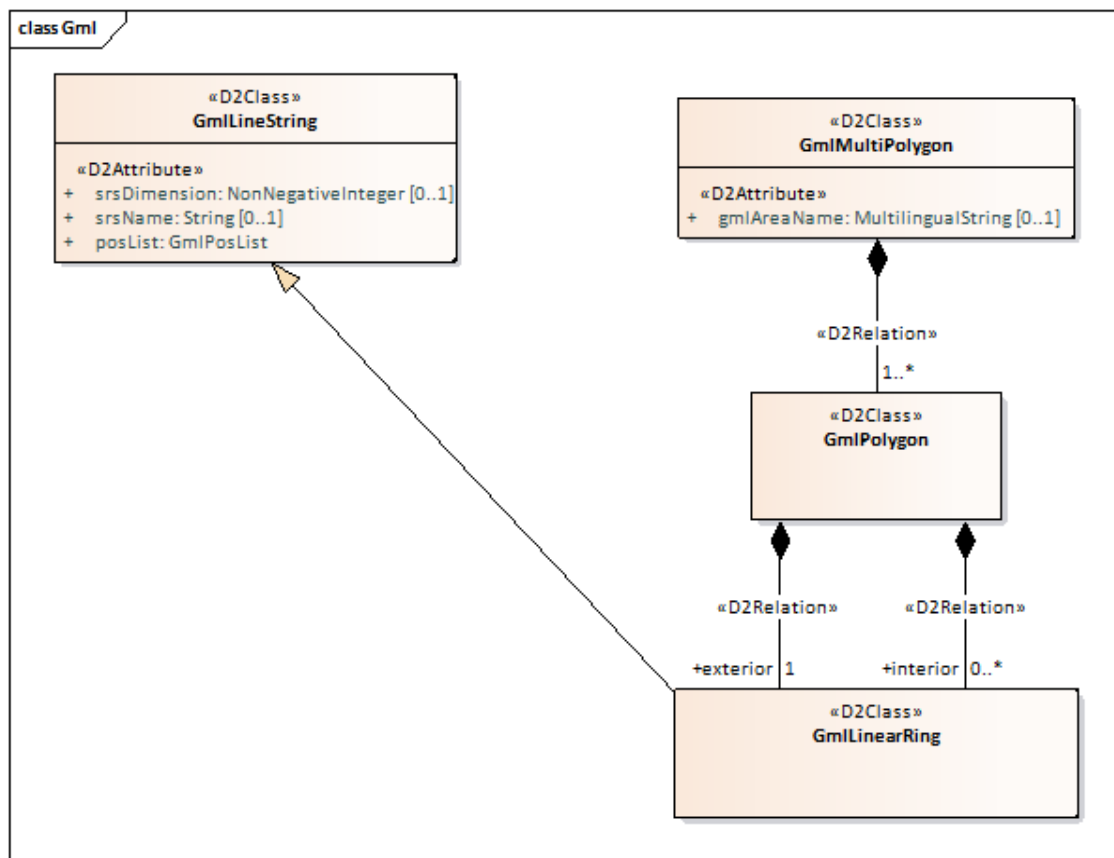 class Gml
«D2Class»
GmlLineString
«D2Attribute»
+ srsDimension: NonNegativeInteger [0..1]
+ srsName: String [0..1]
+ posList: GmlPosList
«D2Class»
GmlMultiPolygon
«D2Attribute»
+ gmlAreaName: MultilingualString [0..1]
«D2Relation»
1..*
«D2Class»
GmlPolygon
«D2Relation» «D2Relation»
+exterior 1 +interior 0..*
«D2Class»
GmlLinearRing